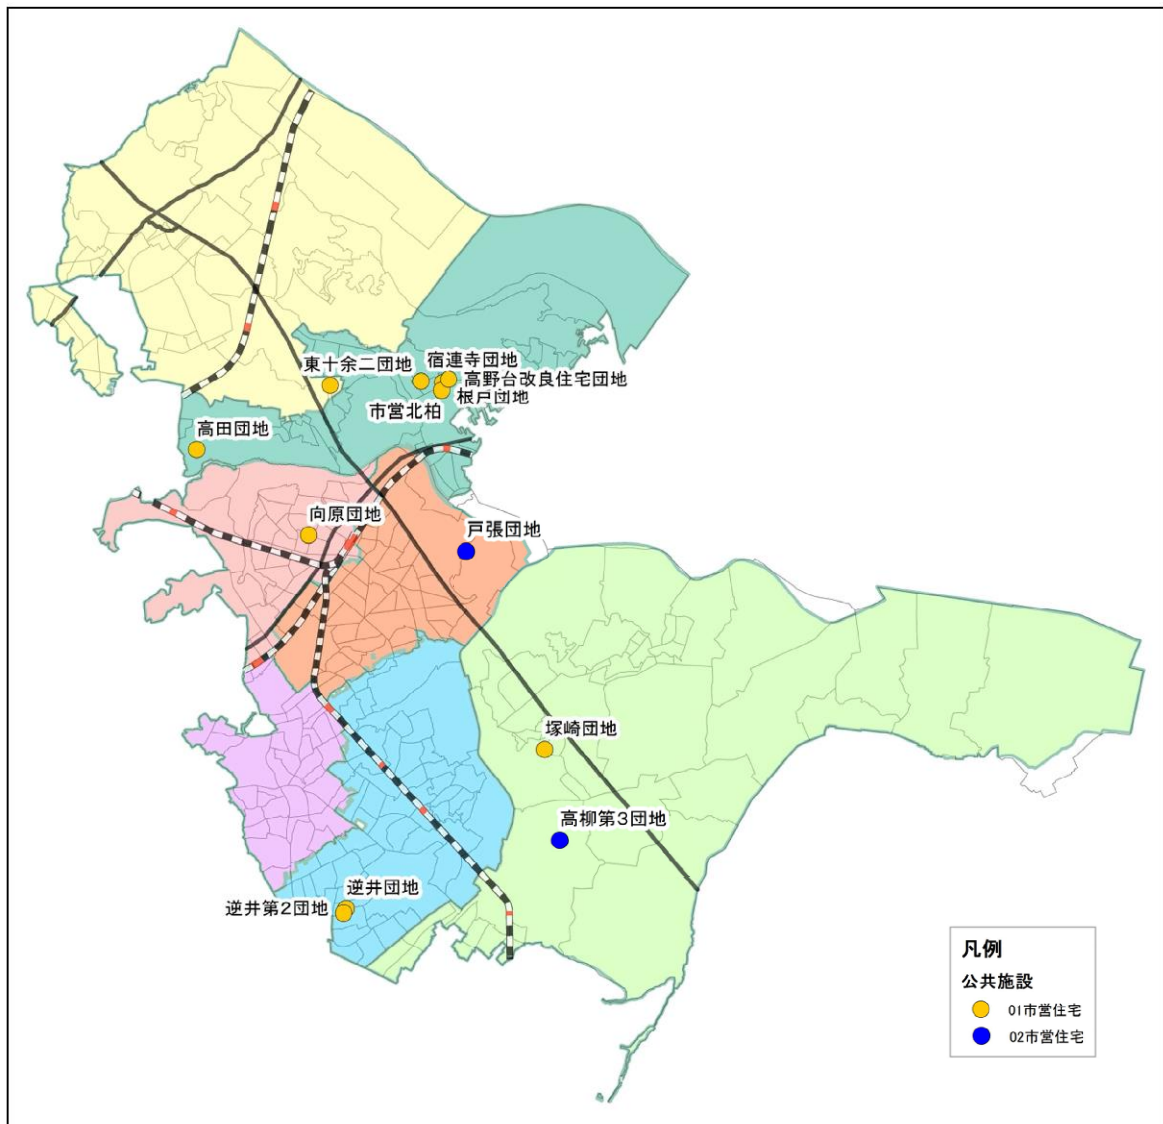 東十余二団地
宿連寺団地
高野台改良住宅団地
根戸団地
市営北柏
高田団地
向原団地
戸張団地
塚崎団地
高柳第3団地
逆井団地
逆井第2団地
凡例
公共施設
01市営住宅
02市営住宅